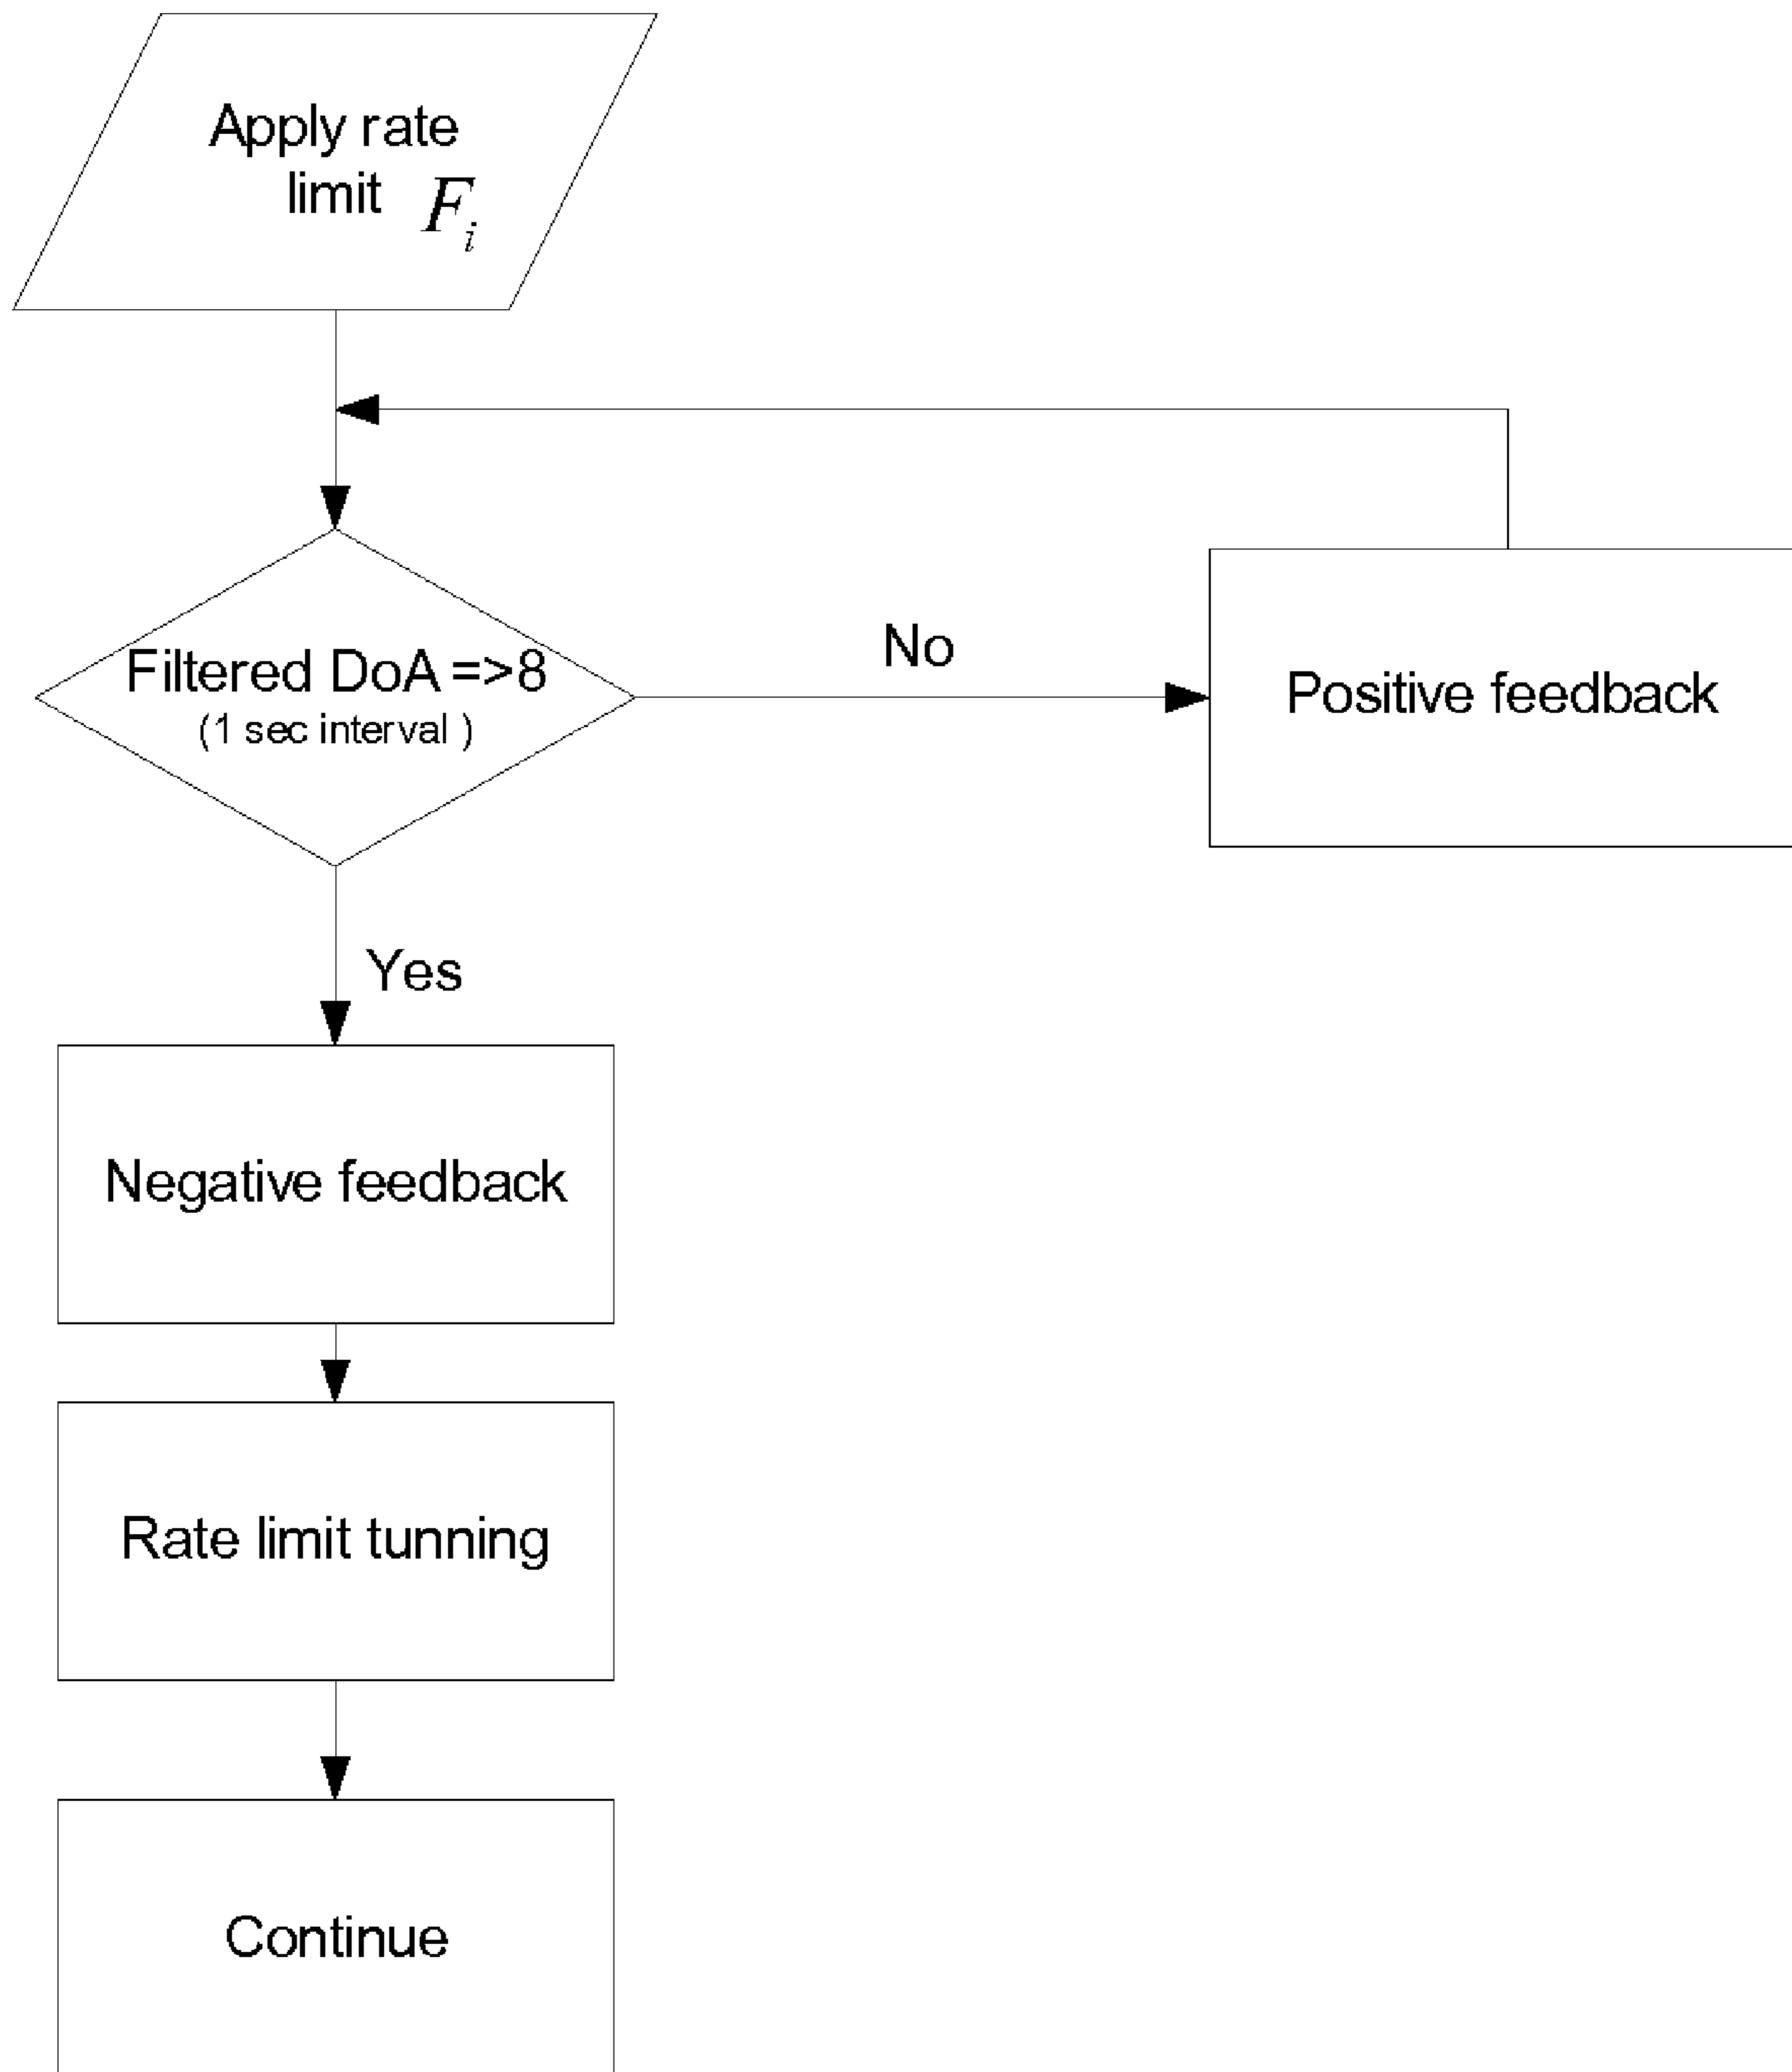 Apply rate
limit F_i
Filtered DoA =>8
(1 sec interval )
No
Positive feedback
Yes
Negative feedback
Rate limit tunning
Continue